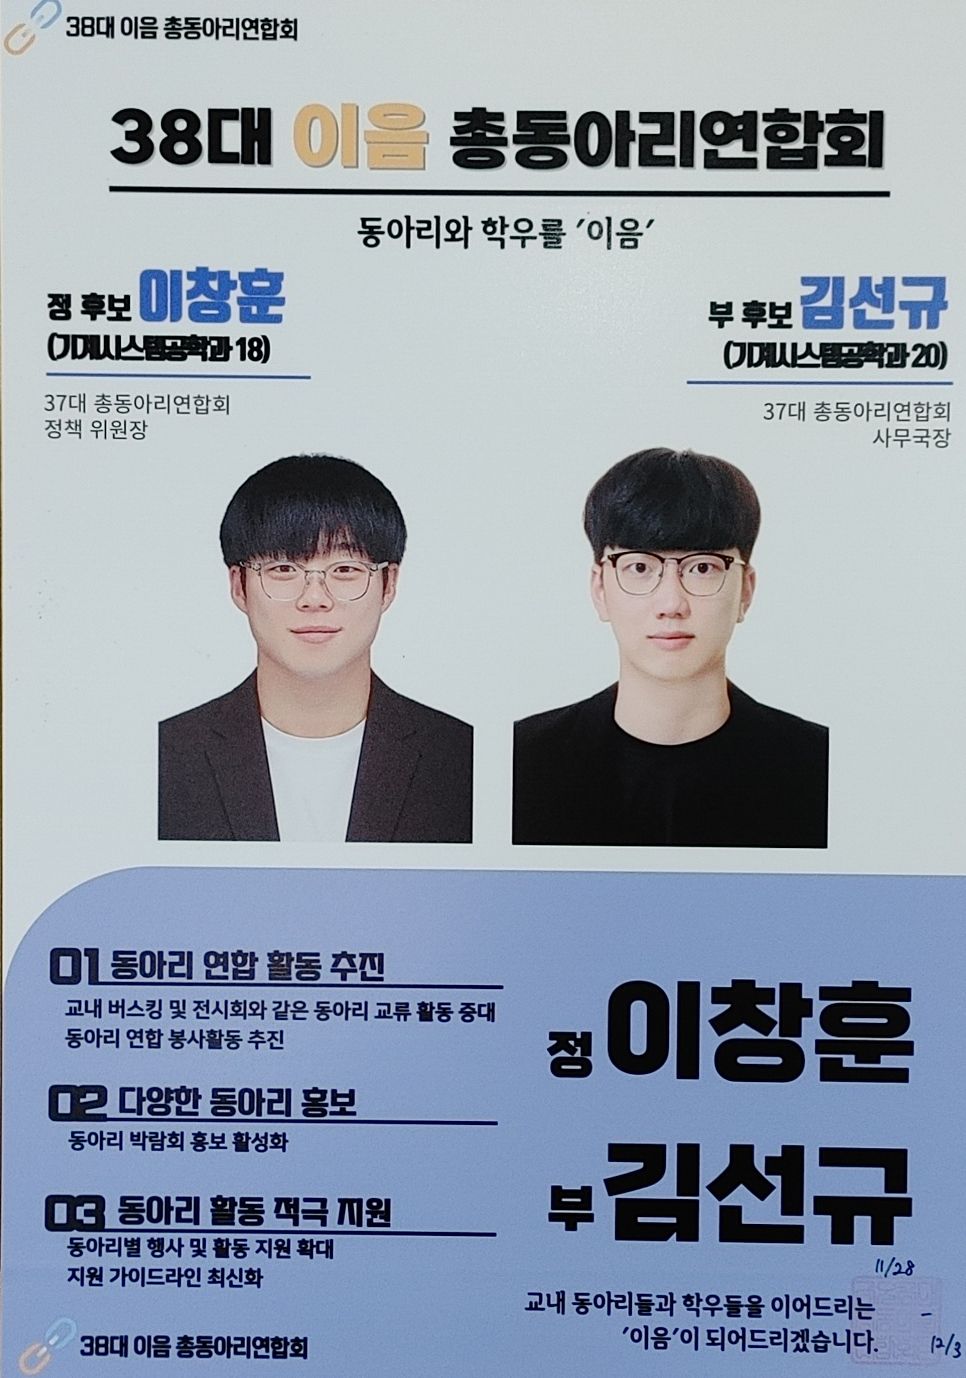 38대 이음 총동아리연합회
38대 이음 총동아리연합회
동아리와 학우를 '이음'
정 후보 이창훈
(기계시스템공학과 18)
37대 총동아리연합회
정책 위원장
부 후보 김선규
(기계시스템공학과 20)
37대 총동아리연합회
사무국장
01 동아리 연합 활동 추진
교내 버스킹 및 전시회와 같은 동아리 교류 활동 증대
동아리 연합 봉사활동 추진
02 다양한 동아리 홍보
동아리 박람회 홍보 활성화
03 동아리 활동 적극 지원
동아리별 행사 및 활동 지원 확대
지원 가이드라인 최신화
정 이창훈
부 김선규
교내 동아리들과 학우들을 이어드리는
'이음'이 되어드리겠습니다.
11/28
-
12/3
38대 이음 총동아리연합회